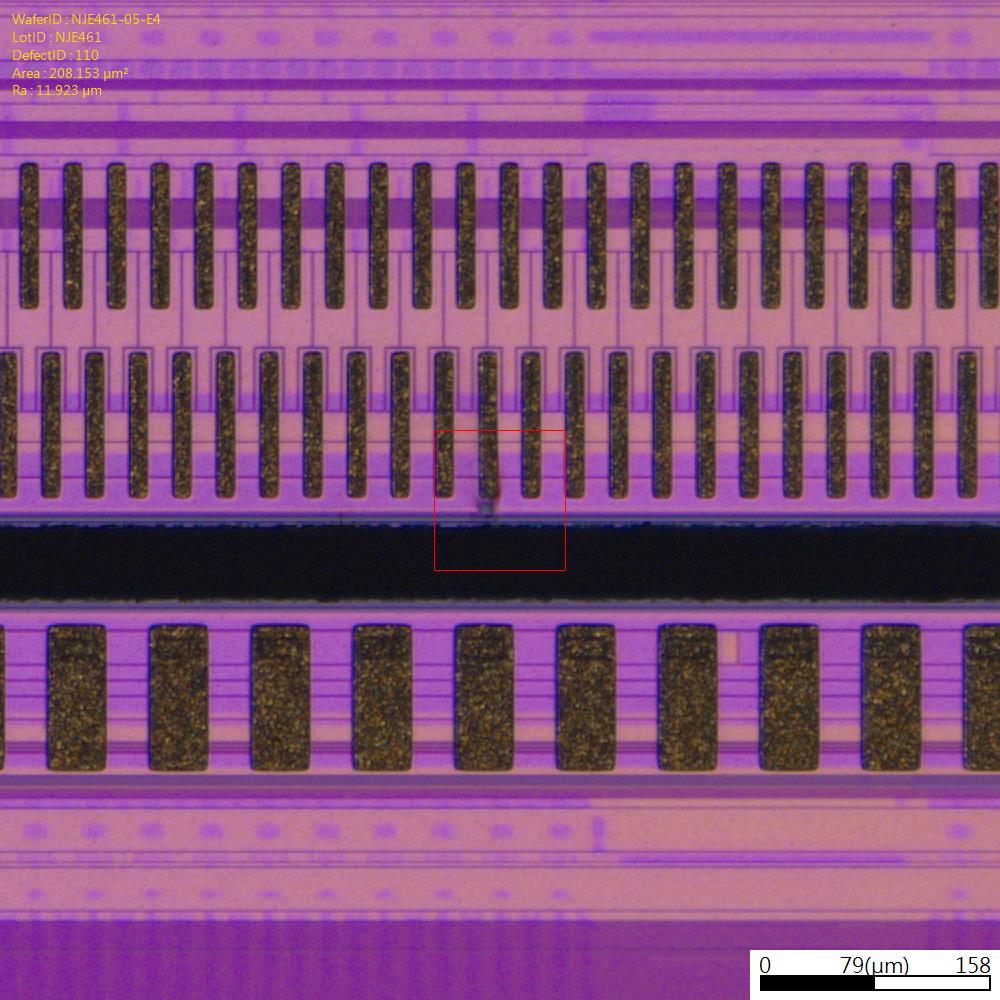 WaferID : NJE461-05-E4
LotID : NJE461
DefectID : 110
Area : 208.153 µm²
Ra : 11.923 µm
0 79(µm) 158